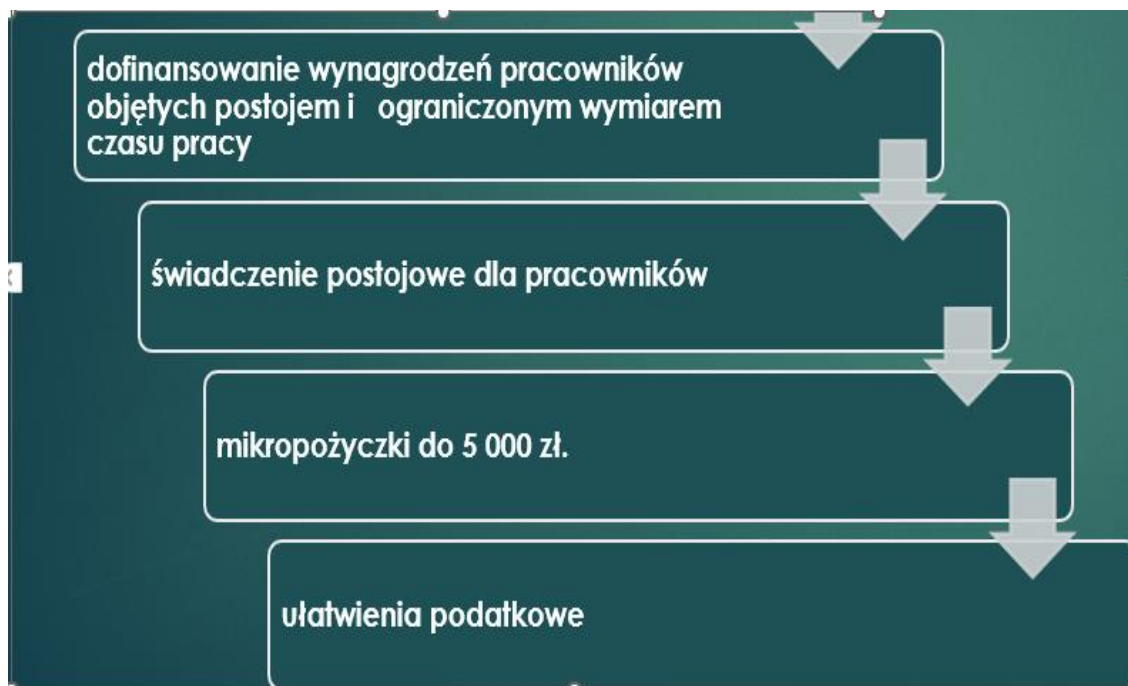 dofinansowanie wynagrodzeń pracowników
objętych postojem i   ograniczonym wymiarem
czasu pracy
świadczenie postojowe dla pracowników
mikropożyczki do 5 000 zł.
ułatwienia podatkowe